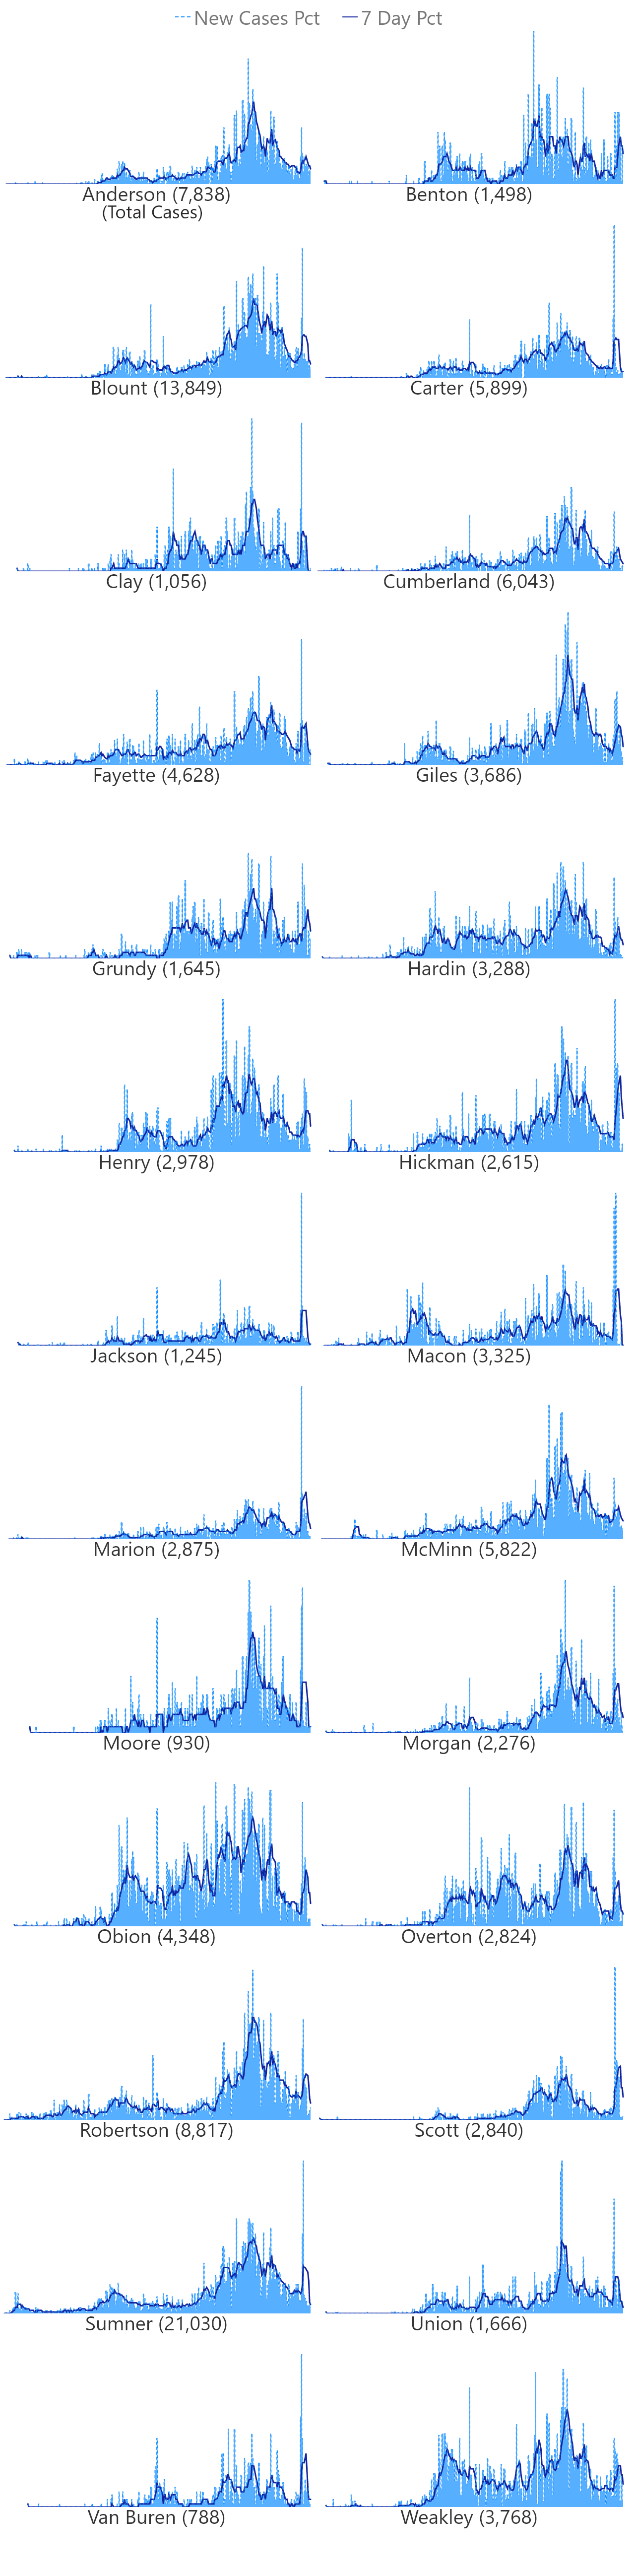 New Cases Pct 7 Day Pct
Anderson (7,838) Benton (1,498)
(Total Cases)
Blount (13,849) Carter (5,899)
Clay (1,056) Cumberland (6,043)
Fayette (4,628) Giles (3,686)
Grundy (1,645) Hardin (3,288)
Henry (2,978) Hickman (2,615)
Jackson (1,245) Macon (3,325)
Marion (2,875) McMinn (5,822)
Moore (930) Morgan (2,276)
Obion (4,348) Overton (2,824)
Robertson (8,817) Scott (2,840)
Sumner (21,030) Union (1,666)
Van Buren (788) Weakley (3,768)